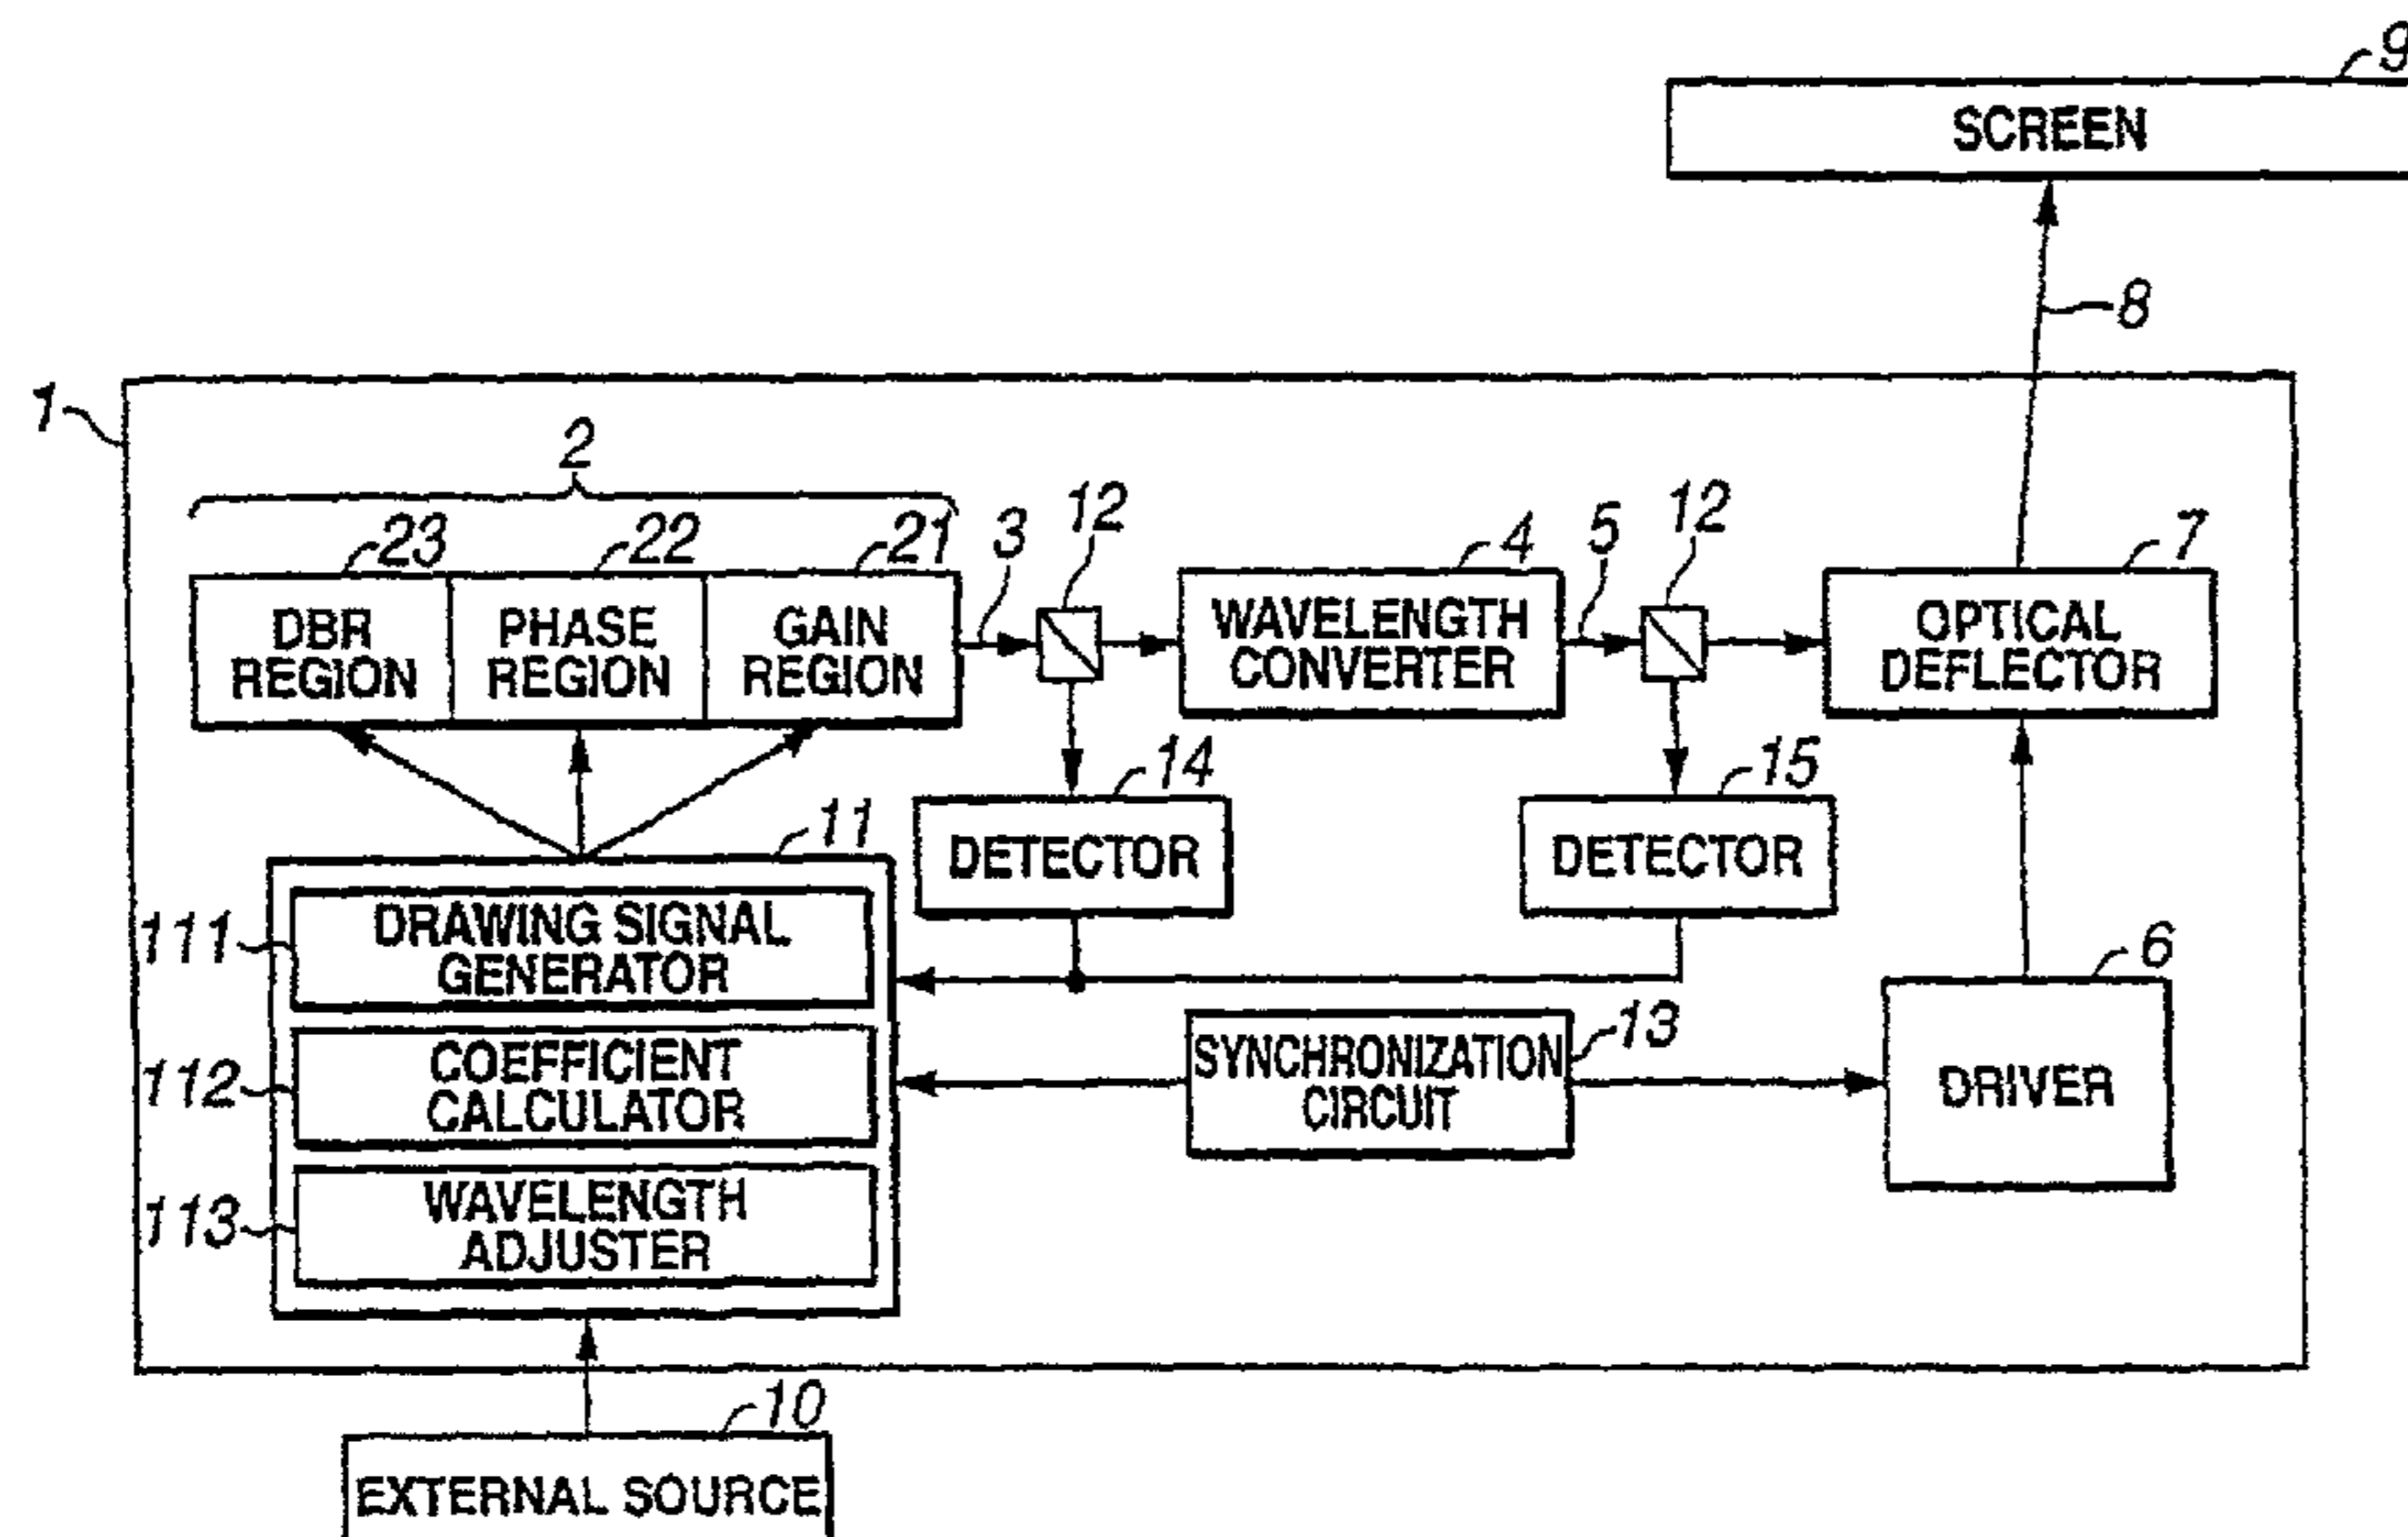 9
SCREEN
8
1
2
23
22
21
3
12
4
5
12
7
DBR
REGION
PHASE
REGION
GAIN
REGION
WAVELENGTH
CONVERTER
OPTICAL
DEFLECTOR
14
15
11
DETECTOR
DETECTOR
111
DRAWING SIGNAL
GENERATOR
6
13
112
COEFFICIENT
CALCULATOR
SYNCHRONIZATION
CIRCUIT
DRIVER
113
WAVELENGTH
ADJUSTER
10
EXTERNAL SOURCE